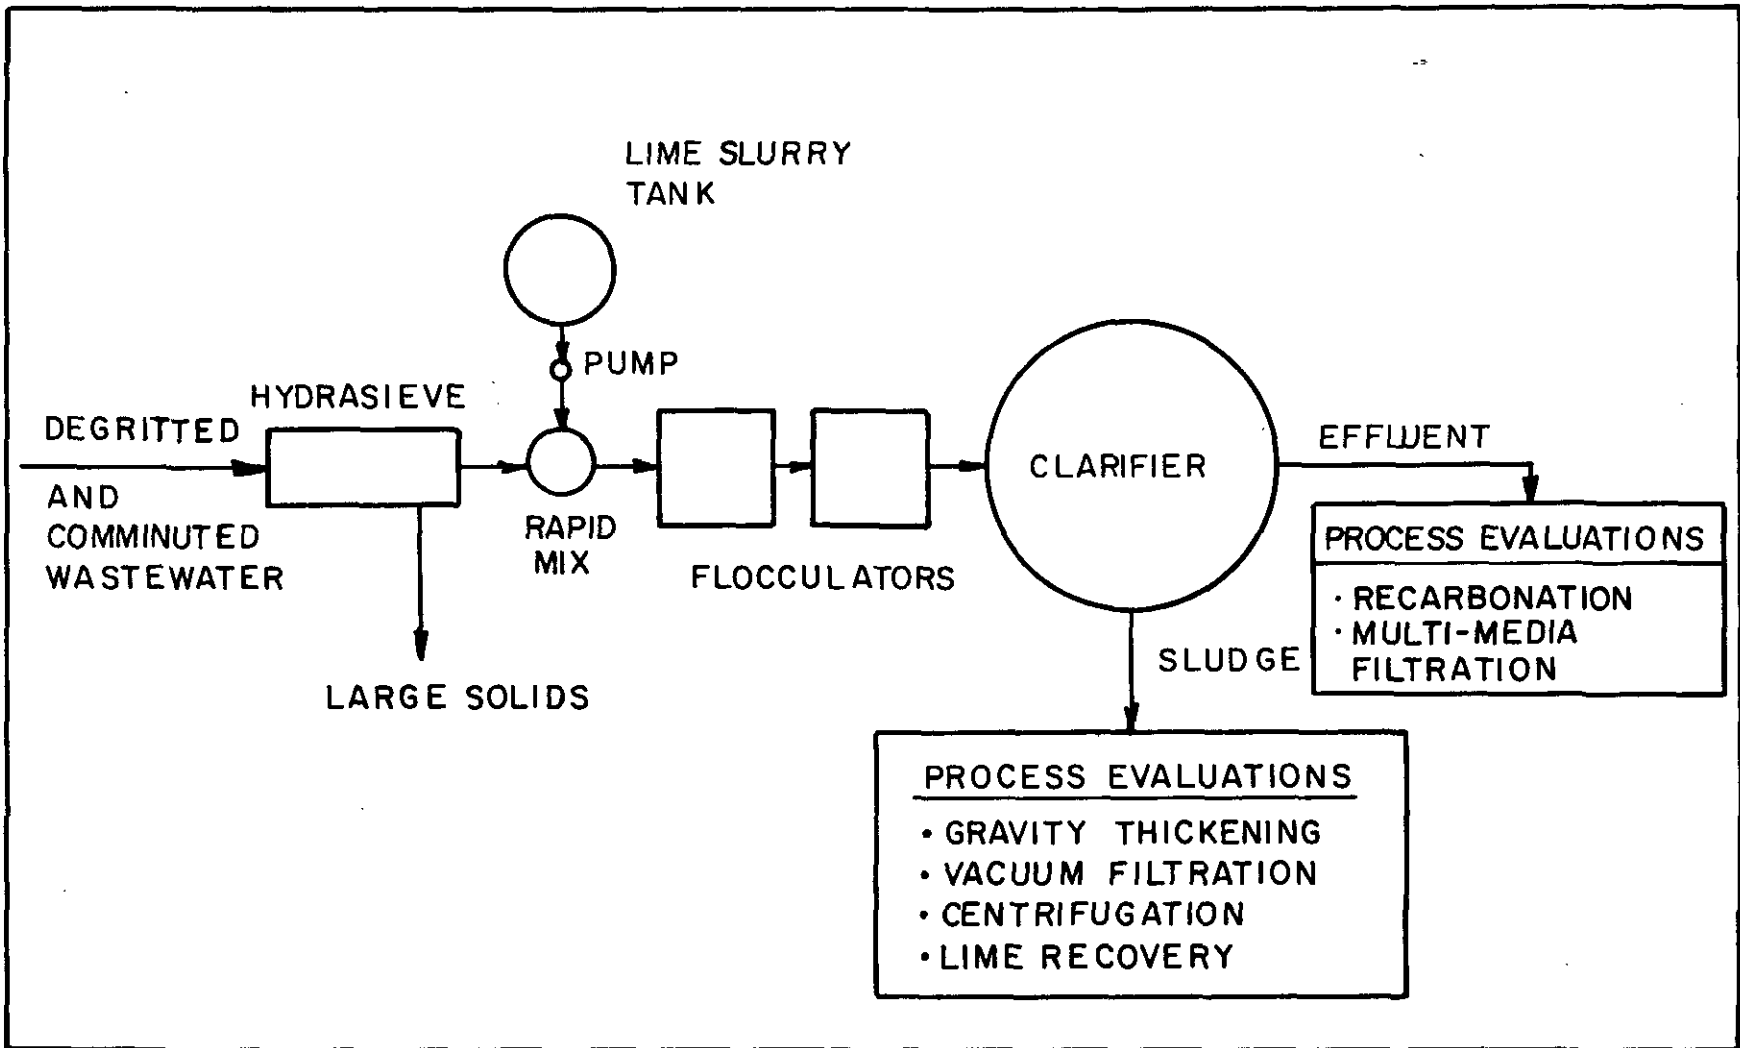 LIME SLURRY
TANK
PUMP
HYDRASIEVE
DEGRITTED
AND
COMMINUTED
WASTEWATER
RAPID
MIX
FLOCCULATORS
LARGE SOLIDS
CLARIFIER
EFFLUENT
PROCESS EVALUATIONS
· RECARBONATION
· MULTI-MEDIA
FILTRATION
SLUDGE
PROCESS EVALUATIONS
• GRAVITY THICKENING
• VACUUM FILTRATION
• CENTRIFUGATION
• LIME RECOVERY